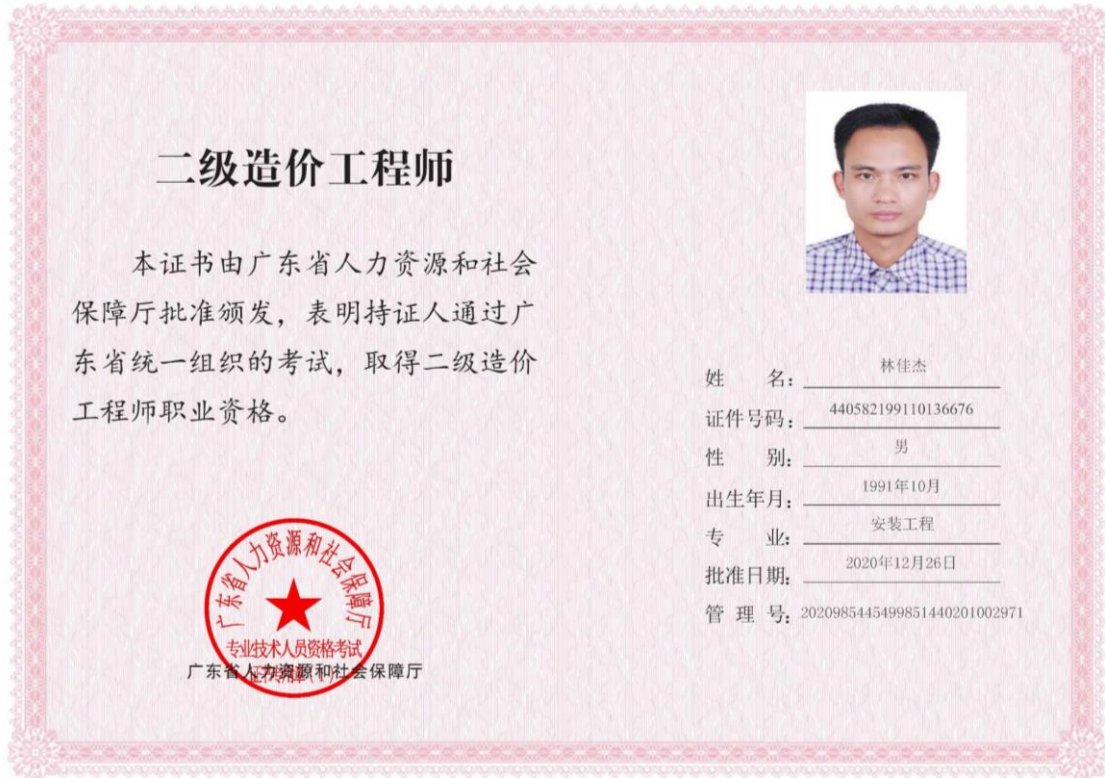 二级造价工程师
本证书由广东省人力资源和社会
保障厅批准颁发，表明持证人通过广
东省统一组织的考试，取得二级造价
工程师职业资格。
广东省人力资源和社会保障厅
专业技术人员资格考试
广东省人力资源和社会保障厅
姓 名：林佳杰
证件号码：440582199110136676
性 别：男
出生年月：1991年10月
专 业：安装工程
批准日期：2020年12月26日
管 理 号：20209854454999851440201002971